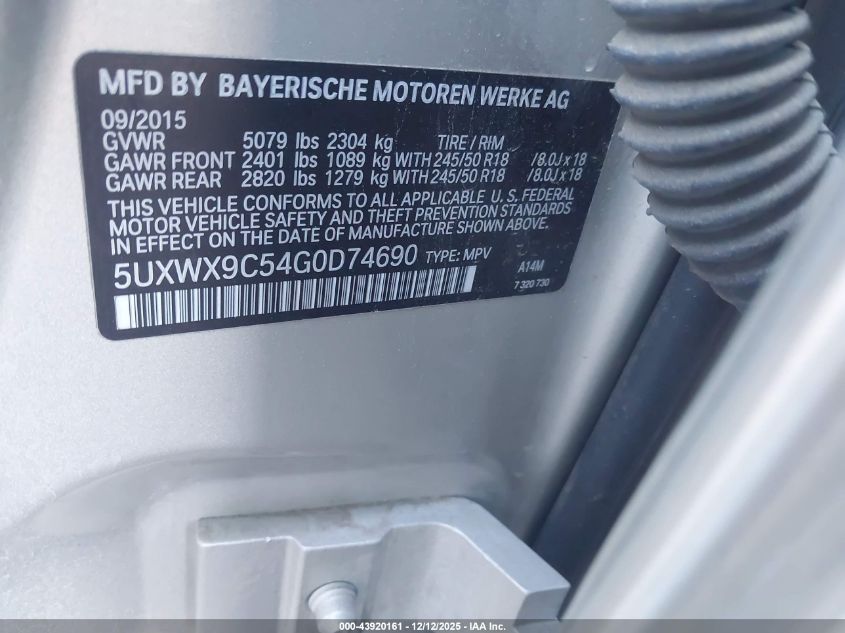 MFD BY BAYERISCHE MOTOREN WERKE AG
09/2015
GVWR 5079 lbs 2304 kg TIRE / RIM
GAWR FRONT 2401 lbs 1089 kg WITH 245/50 R18 /8.0J x 18
GAWR REAR 2820 lbs 1279 kg WITH 245/50 R18 /8.0J x 18
THIS VEHICLE CONFORMS TO ALL APPLICABLE U.S. FEDERAL
MOTOR VEHICLE SAFETY AND THEFT PREVENTION STANDARDS
IN EFFECT ON THE DATE OF MANUFACTURE SHOWN ABOVE.
5UXWX9C54G0D74690 TYPE: MPV
A14M
7 320 730
000-43920161 - 12/12/2025 - IAA Inc.